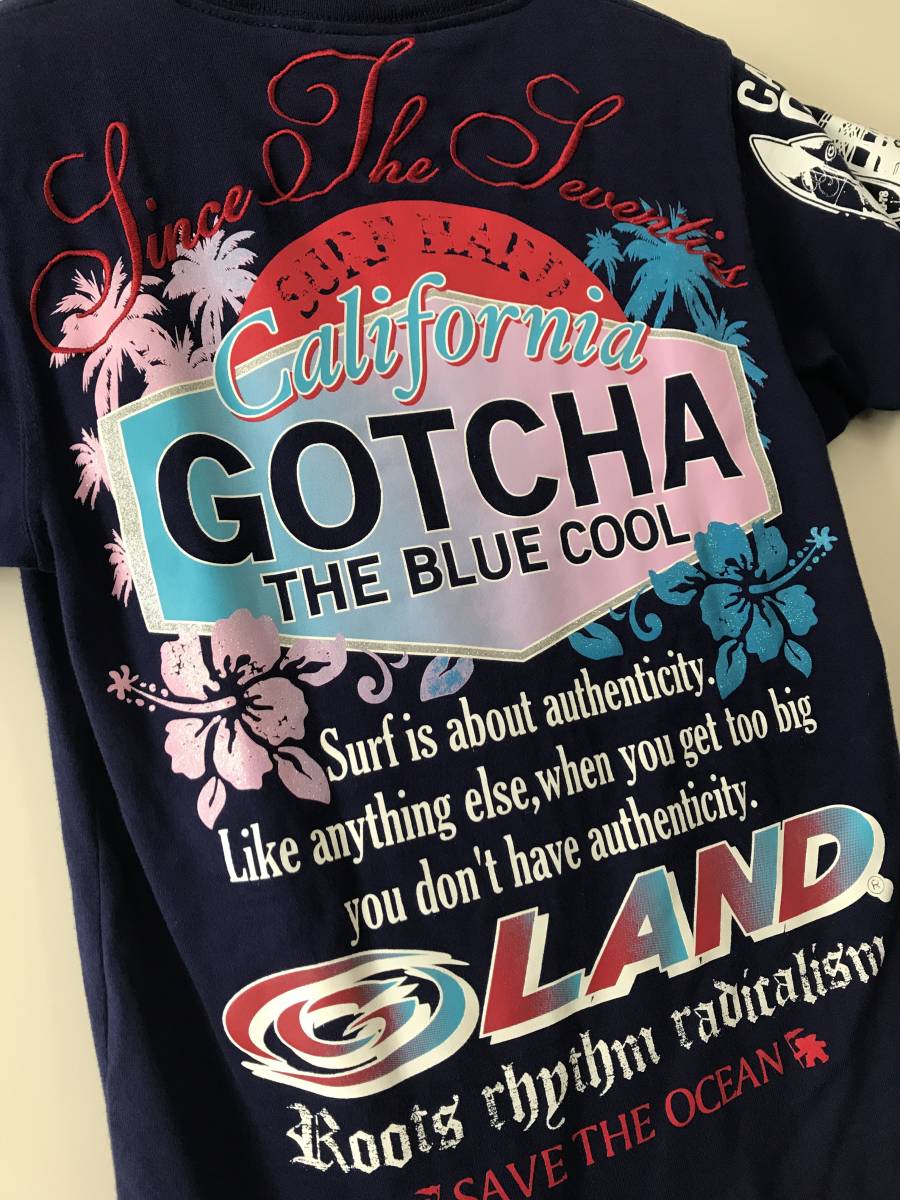 Since The Seventies
SURF HARD
California
GOTCHA
THE BLUE COOL
Surf is about authenticity.
Like anything else,when you get too big
you don't have authenticity.
G LAND®
Roots rhythm radicalism
SAVE THE OCEAN